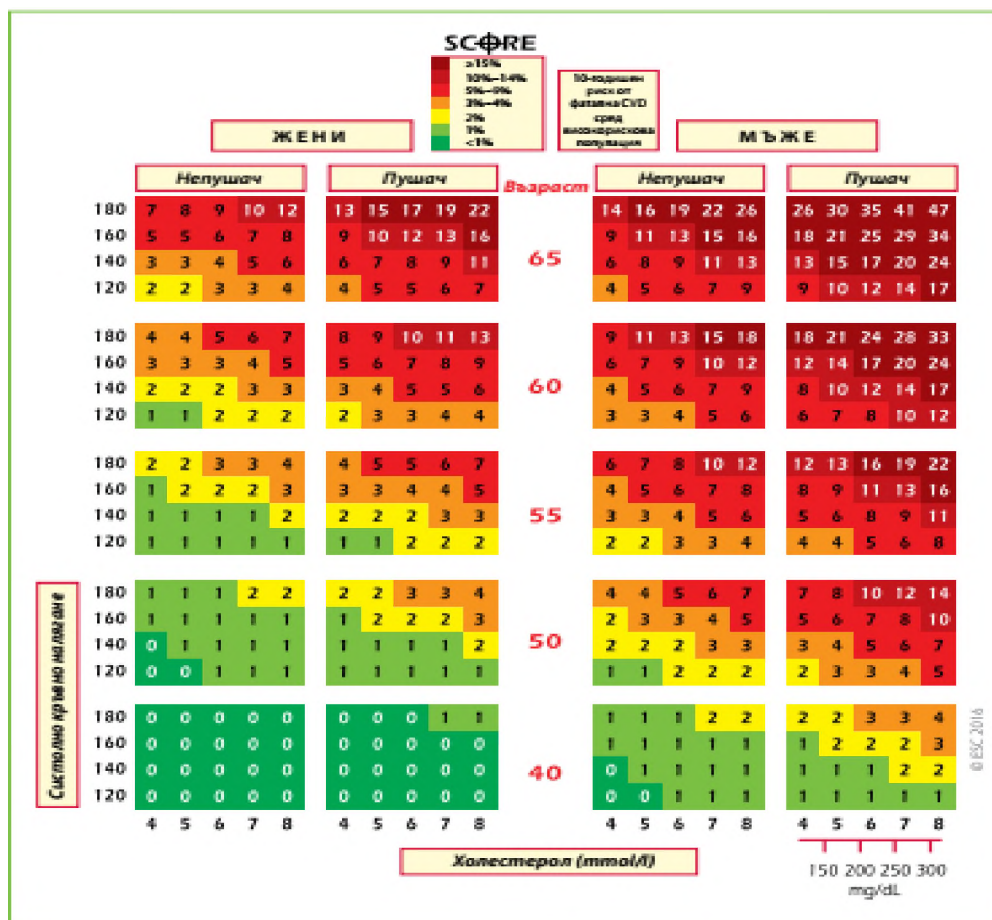 SCORE
≥15%
10%–14%
5%–9%
3%–4%
2%
1%
<1%
10-годишен
риск от
фатална CVD
сред
високорискова
популация
ЖЕНИ
МЪЖЕ
Непушач
Пушач
Възраст
Непушач
Пушач
180 7 8 9 10 12 13 15 17 19 22 14 16 19 22 26 26 30 35 41 47
160 5 5 6 7 8 9 10 12 13 16 9 11 13 15 16 18 21 25 29 34
65
140 3 3 4 5 6 6 7 8 9 11 6 8 9 11 13 13 15 17 20 24
120 2 2 3 3 4 4 5 5 6 7 4 5 6 7 9 9 10 12 14 17
180 4 4 5 6 7 8 9 10 11 13 9 11 13 15 18 18 21 24 28 33
160 3 3 3 4 5 5 6 7 8 9 6 7 9 10 12 12 14 17 20 24
60
140 2 2 2 3 3 3 4 5 5 6 4 5 6 7 9 8 10 12 14 17
120 1 1 2 2 2 2 3 3 4 4 3 3 4 5 6 6 7 8 10 12
180 2 2 3 3 4 4 5 5 6 7 6 7 8 10 12 12 13 16 19 22
160 1 2 2 2 3 3 3 4 4 5 4 5 6 7 8 8 9 11 13 16
55
140 1 1 1 1 2 2 2 2 3 3 3 3 4 5 6 5 6 8 9 11
120 1 1 1 1 1 1 1 2 2 2 2 2 3 3 4 4 4 5 6 8
180 1 1 1 2 2 2 2 3 3 4 4 4 5 6 7 7 8 10 12 14
160 1 1 1 1 1 1 2 2 2 3 2 3 3 4 5 5 6 7 8 10
50
140 0 1 1 1 1 1 1 1 1 2 2 2 2 3 3 3 4 5 6 7
120 0 0 1 1 1 1 1 1 1 1 1 1 2 2 2 2 3 3 4 5
180 0 0 0 0 0 0 0 0 1 1 1 1 1 2 2 2 2 3 3 4
160 0 0 0 0 0 0 0 0 0 0 1 1 1 1 1 1 2 2 2 3
40
140 0 0 0 0 0 0 0 0 0 0 0 1 1 1 1 1 1 1 2 2
120 0 0 0 0 0 0 0 0 0 0 0 0 1 1 1 1 1 1 1 1
4 5 6 7 8 4 5 6 7 8 4 5 6 7 8 4 5 6 7 8
Систолно кръвно налягане
Холестерол (mmol/l)
150 200 250 300
mg/dL
© ESC 2016